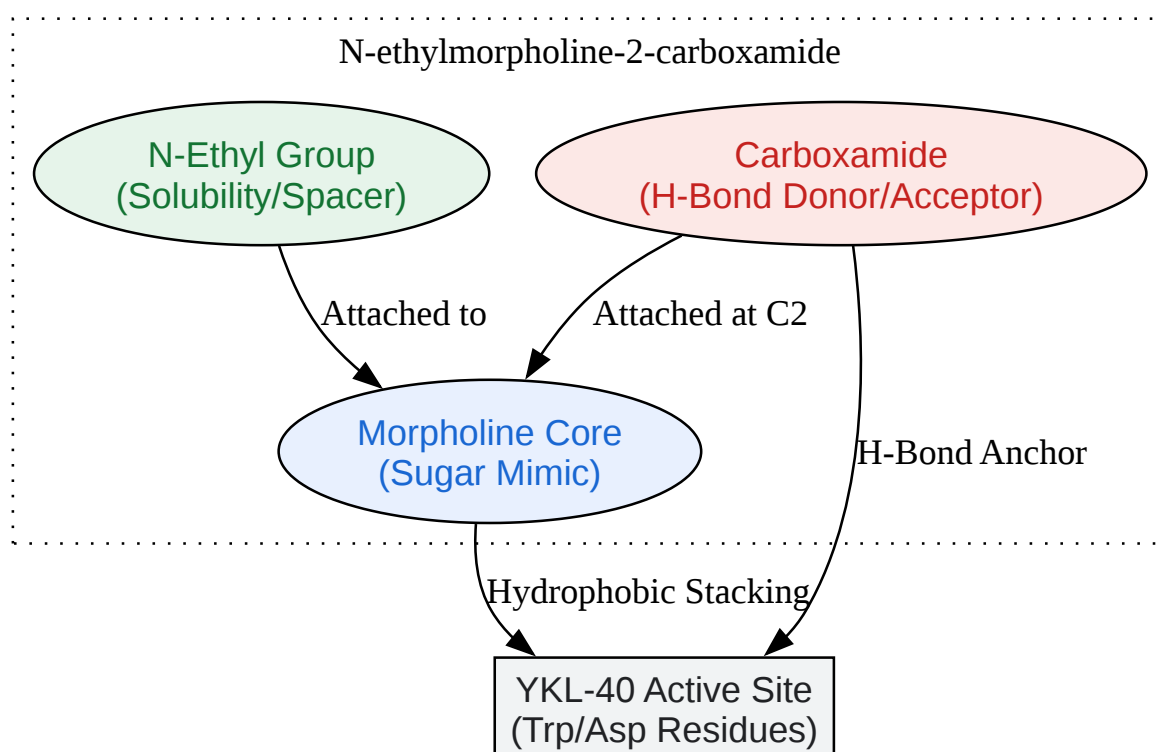 N-ethylmorpholine-2-carboxamide
N-Ethyl Group
(Solubility/Spacer)
Carboxamide
(H-Bond Donor/Acceptor)
Attached to
Attached at C2
Morpholine Core
(Sugar Mimic)
H-Bond Anchor
Hydrophobic Stacking
YKL-40 Active Site
(Trp/Asp Residues)